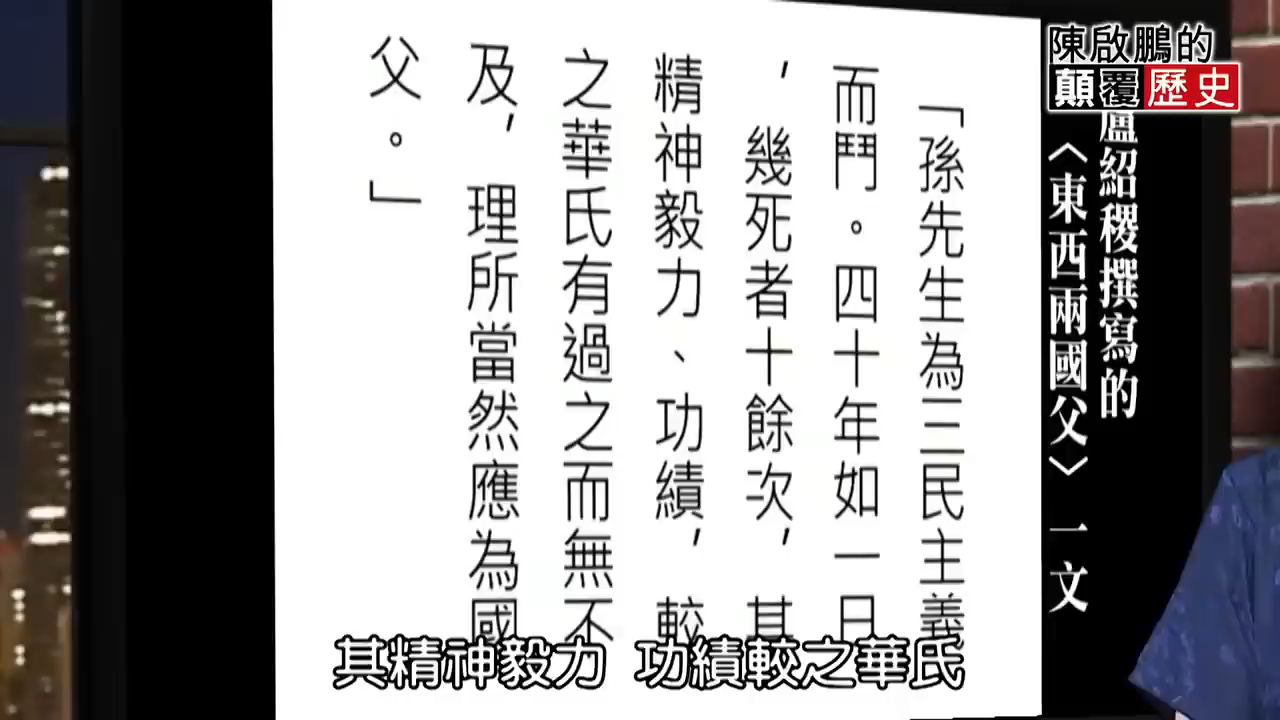 陳啟鵬的
顛覆歷史
盧紹稷撰寫的
〈東西兩國父〉一文
「孫先生為三民主義
而鬥。四十年如一日
，幾死者十餘次，其
精神毅力、功績，較
之華氏有過之而無不
及，理所當然應為國
父。」
其精神毅力 功績較之華氏